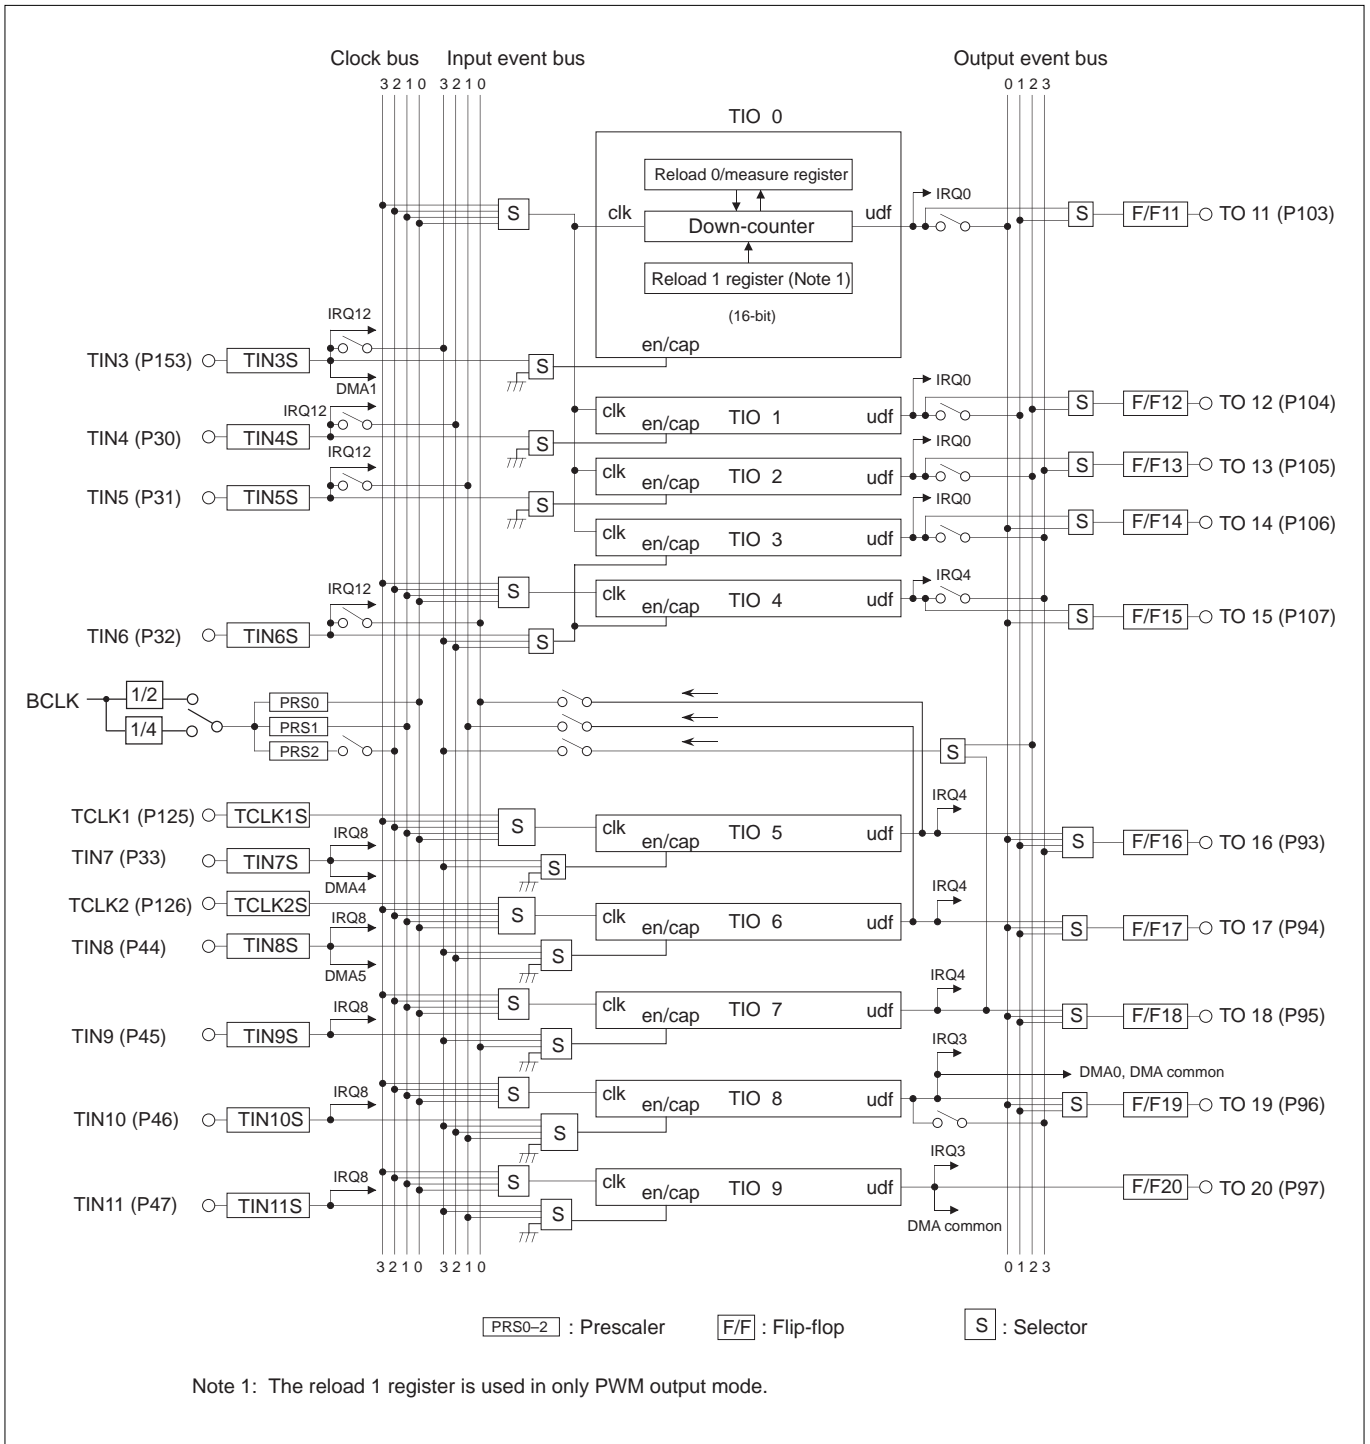 Clock bus
Input event bus
Output event bus
3 2 1 0
3 2 1 0
0 1 2 3
TIO 0
Reload 0/measure register
IRQ0
S
clk
Down-counter
udf
S
F/F11
TO 11 (P103)
Reload 1 register (Note 1)
(16-bit)
IRQ12
en/cap
TIN3 (P153)
TIN3S
S
DMA1
IRQ0
IRQ12
clk
TIO 1
udf
S
F/F12
TO 12 (P104)
en/cap
TIN4 (P30)
TIN4S
S
IRQ12
IRQ0
clk
TIO 2
udf
S
F/F13
TO 13 (P105)
en/cap
TIN5 (P31)
TIN5S
S
IRQ0
clk
TIO 3
udf
S
F/F14
TO 14 (P106)
en/cap
IRQ12
S
IRQ4
clk
TIO 4
udf
S
F/F15
TO 15 (P107)
en/cap
TIN6 (P32)
TIN6S
S
BCLK
1/2
1/4
PRS0
PRS1
PRS2
S
TCLK1 (P125)
TCLK1S
S
IRQ4
clk
TIO 5
udf
S
F/F16
TO 16 (P93)
en/cap
IRQ8
TIN7 (P33)
TIN7S
S
DMA4
TCLK2 (P126)
TCLK2S
S
IRQ4
clk
TIO 6
udf
S
F/F17
TO 17 (P94)
en/cap
IRQ8
TIN8 (P44)
TIN8S
S
DMA5
S
IRQ4
clk
TIO 7
udf
S
F/F18
TO 18 (P95)
en/cap
IRQ8
TIN9 (P45)
TIN9S
S
IRQ3
DMA0, DMA common
S
clk
TIO 8
udf
S
F/F19
TO 19 (P96)
en/cap
IRQ8
TIN10 (P46)
TIN10S
S
IRQ3
S
clk
TIO 9
udf
F/F20
TO 20 (P97)
en/cap
IRQ8
TIN11 (P47)
TIN11S
S
DMA common
3 2 1 0
3 2 1 0
0 1 2 3
PRS0–2 : Prescaler
F/F : Flip-flop
S : Selector
Note 1: The reload 1 register is used in only PWM output mode.